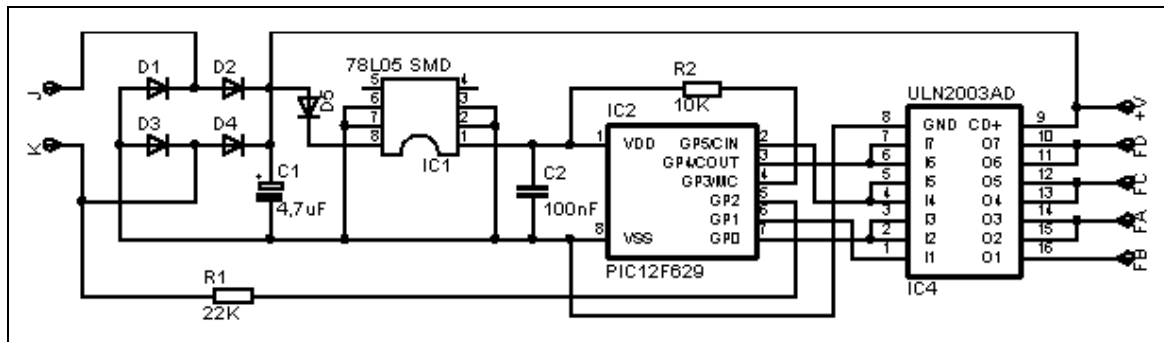 J
K
D1
D2
D3
D4
D5
+
C1
4,7uF
78L05 SMD
5
6
7
8
4
3
2
1
IC1
C2
100nF
R1
22K
R2
10K
IC2
1
8
VDD
VSS
GP5/CIN
GP4/COUT
GP3/MC
GP2
GP1
GP0
2
3
4
5
6
7
PIC12F629
ULN2003AD
8
7
6
5
4
3
2
1
GND
I7
I6
I5
I4
I3
I2
I1
CD+
O7
O6
O5
O4
O3
O2
O1
9
10
11
12
13
14
15
16
IC4
+V
FD
FC
FA
FB